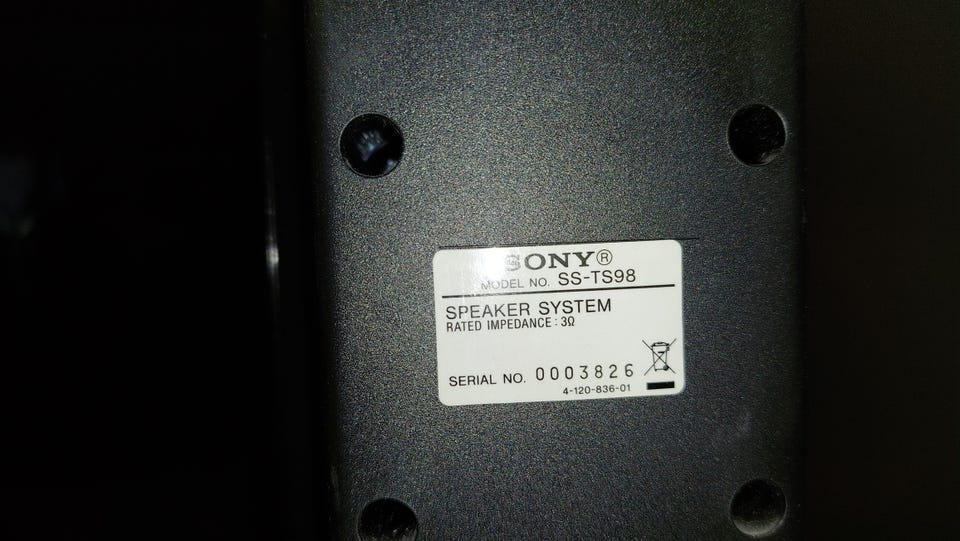 SONY®
MODEL NO. SS-TS98
SPEAKER SYSTEM
RATED IMPEDANCE : 3Ω
SERIAL NO. 0003826
4-120-836-01